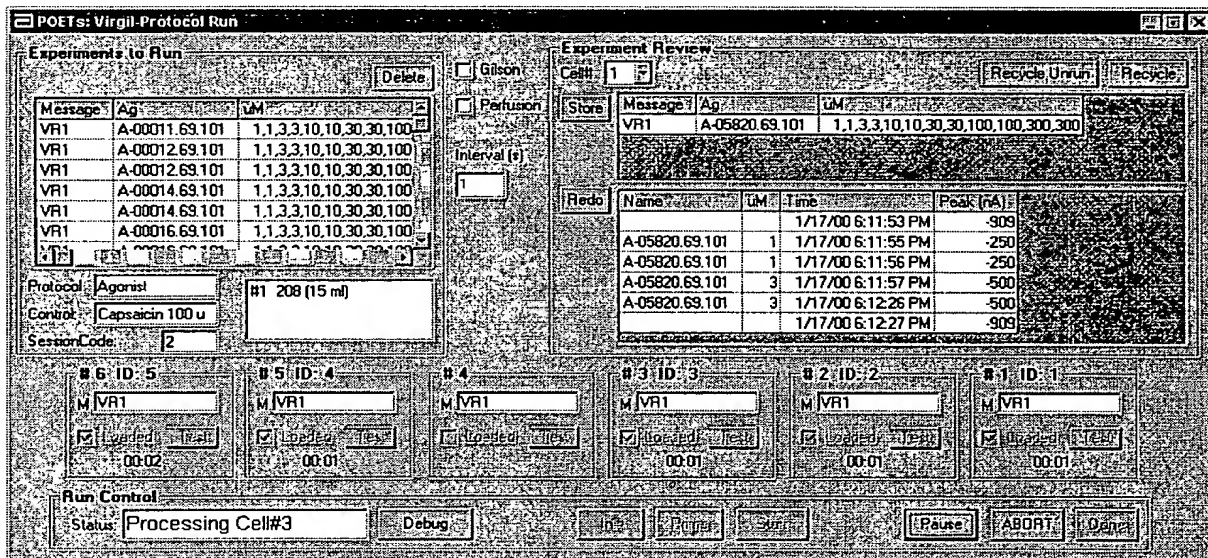 POETs: Virgil-Protocol Run
Experiments to Run
Delete
Message Ag uM
VR1 A-00011.69.101 1,1,3,3,10,10,30,30,100
VR1 A-00012.69.101 1,1,3,3,10,10,30,30,100
VR1 A-00012.69.101 1,1,3,3,10,10,30,30,100
VR1 A-00014.69.101 1,1,3,3,10,10,30,30,100
VR1 A-00014.69.101 1,1,3,3,10,10,30,30,100
VR1 A-00016.69.101 1,1,3,3,10,10,30,30,100
Protocol Agonist
Control: Capsaicin 100 u
SessionCode: 2
#1 208 (15 ml)
Gilson
Perfusion
Interval (s)
1
Experiment Review
Cell#: 1
Recycle Unrun Recycle
Store
Message Ag uM
VR1 A-05820.69.101 1,1,3,3,10,10,30,30,100,100,300,300
Redo
Name uM Time Peak (nA)
1/17/00 6:11:53 PM -909
A-05820.69.101 1 1/17/00 6:11:55 PM -250
A-05820.69.101 1 1/17/00 6:11:56 PM -250
A-05820.69.101 3 1/17/00 6:11:57 PM -500
A-05820.69.101 3 1/17/00 6:12:26 PM -500
1/17/00 6:12:27 PM -909
# 6 ID: 5 # 5 ID: 4 # 4 # 3 ID: 3 # 2 ID: 2 # 1 ID: 1
M VR1 M VR1 M VR1 M VR1 M VR1 M VR1
Loaded Test Loaded Test Loaded Test Loaded Test Loaded Test Loaded Test
00:02 00:01 00:01 00:01 00:01
Run Control
Status: Processing Cell#3 Debug Primer Pause ABORT Done